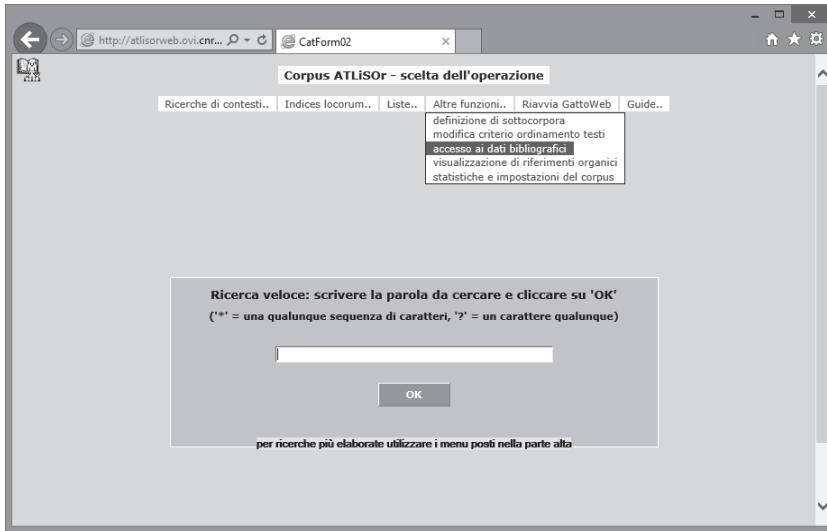 http://atlisorweb.ovi.cnr...
CatForm02
Corpus ATLiSOr - scelta dell'operazione
Ricerche di contesti.. Indices locorum.. Liste.. Altre funzioni.. Riavvia GattoWeb Guide..
definizione di sottocorpora
modifica criterio ordinamento testi
accesso ai dati bibliografici
visualizzazione di riferimenti organici
statistiche e impostazioni del corpus
Ricerca veloce: scrivere la parola da cercare e cliccare su 'OK'
('*' = una qualunque sequenza di caratteri, '?' = un carattere qualunque)
OK
per ricerche più elaborate utilizzare i menu posti nella parte alta